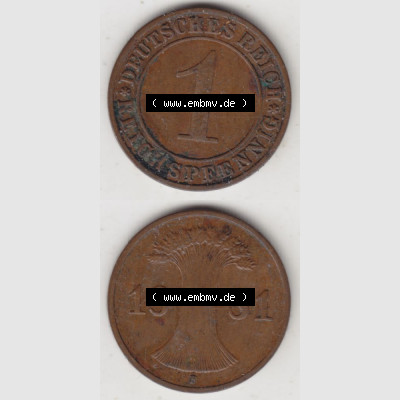 DEUTSCHES REICH
1
REICHSPFENNIG
( www.embmv.de )
19 31
( www.embmv.de )